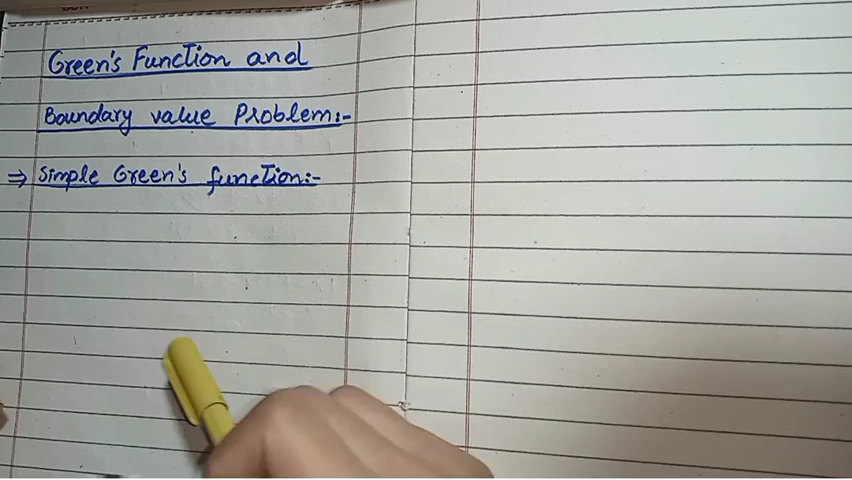 Green's Function and
Boundary value Problem:-
⇒ Simple Green's function:-